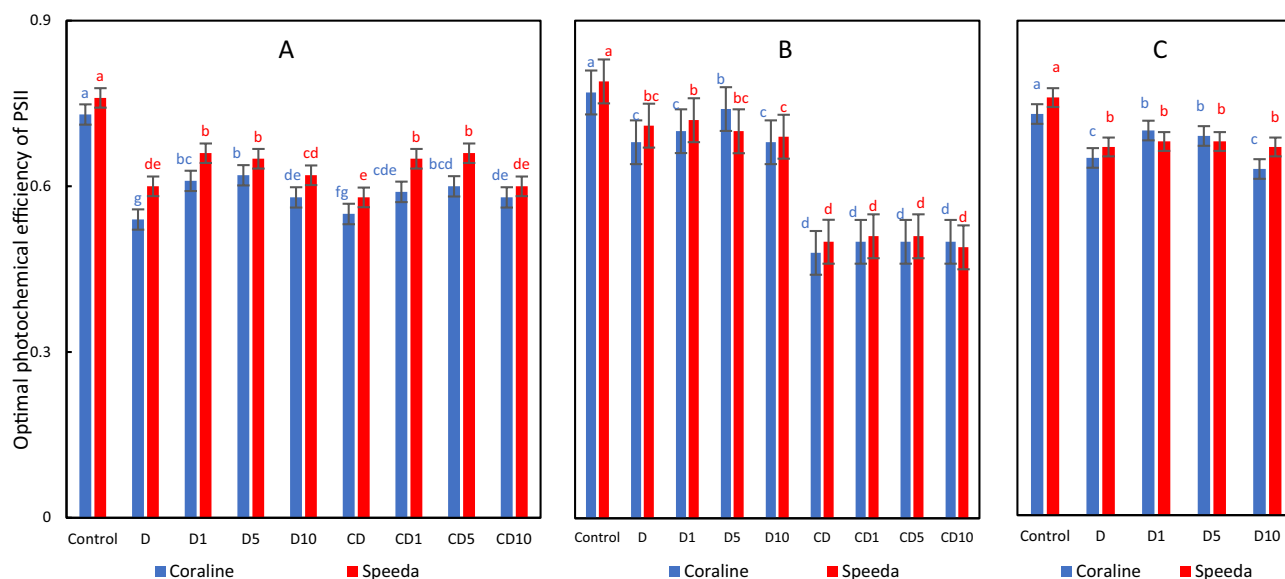 Optimal photochemical efficiency of PSII
0.9
0.6
0.3
0
A
a a g de bc b b b de cd fg e cde b bcd b de de
Control D D1 D5 D10 CD CD1 CD5 CD10
Coraline Speeda
B
a a c bc c b b bc c c d d d d d d d d
Control D D1 D5 D10 CD CD1 CD5 CD10
Coraline Speeda
C
a a c b b b b b c b
Control D D1 D5 D10
Coraline Speeda